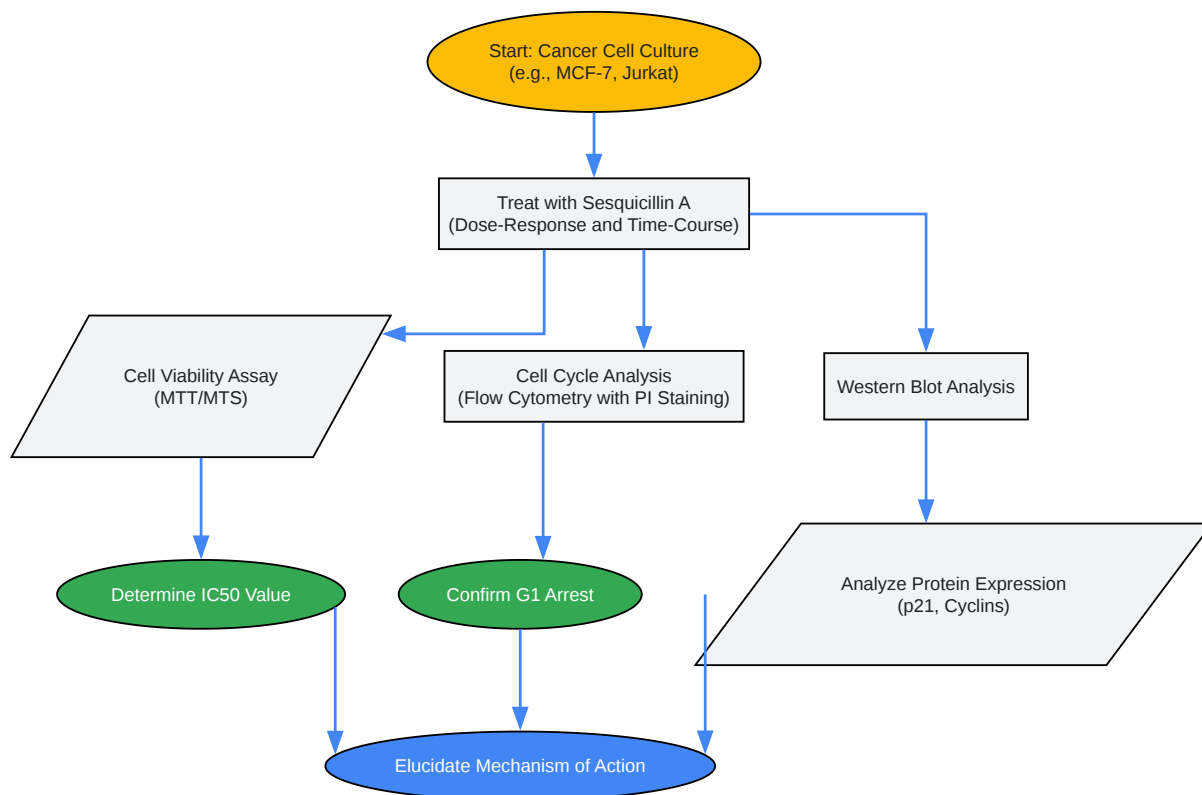 Start: Cancer Cell Culture
(e.g., MCF-7, Jurkat)
Treat with Sesquicillin A
(Dose-Response and Time-Course)
Cell Viability Assay
(MTT/MTS)
Cell Cycle Analysis
(Flow Cytometry with PI Staining)
Western Blot Analysis
Determine IC50 Value
Confirm G1 Arrest
Analyze Protein Expression
(p21, Cyclins)
Elucidate Mechanism of Action